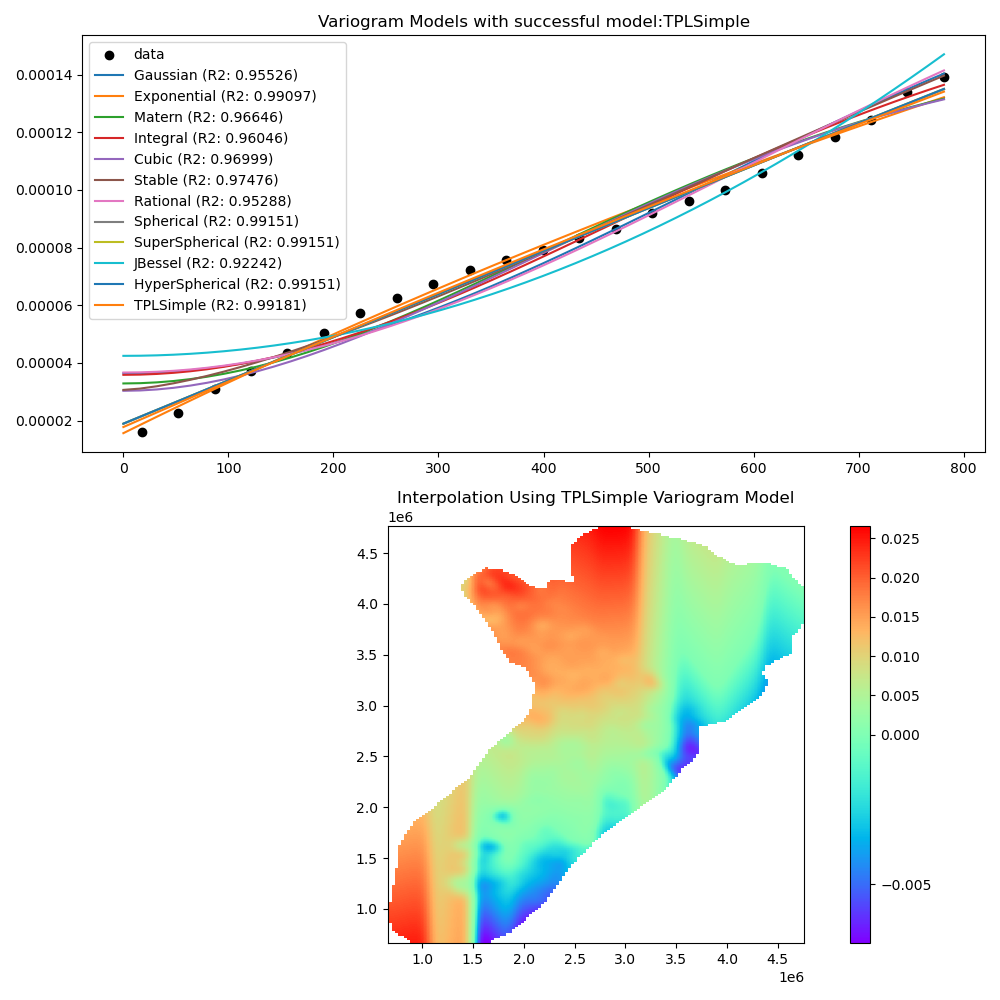 Variogram Models with successful model:TPLSimple
data
Gaussian (R2: 0.95526)
Exponential (R2: 0.99097)
Matern (R2: 0.96646)
Integral (R2: 0.96046)
Cubic (R2: 0.96999)
Stable (R2: 0.97476)
Rational (R2: 0.95288)
Spherical (R2: 0.99151)
SuperSpherical (R2: 0.99151)
JBessel (R2: 0.92242)
HyperSpherical (R2: 0.99151)
TPLSimple (R2: 0.99181)
0.00014
0.00012
0.00010
0.00008
0.00006
0.00004
0.00002
0 100 200 300 400 500 600 700 800
Interpolation Using TPLSimple Variogram Model
1e6
4.5
4.0
3.5
3.0
2.5
2.0
1.5
1.0
1.0 1.5 2.0 2.5 3.0 3.5 4.0 4.5
1e6
0.025
0.020
0.015
0.010
0.005
0.000
−0.005